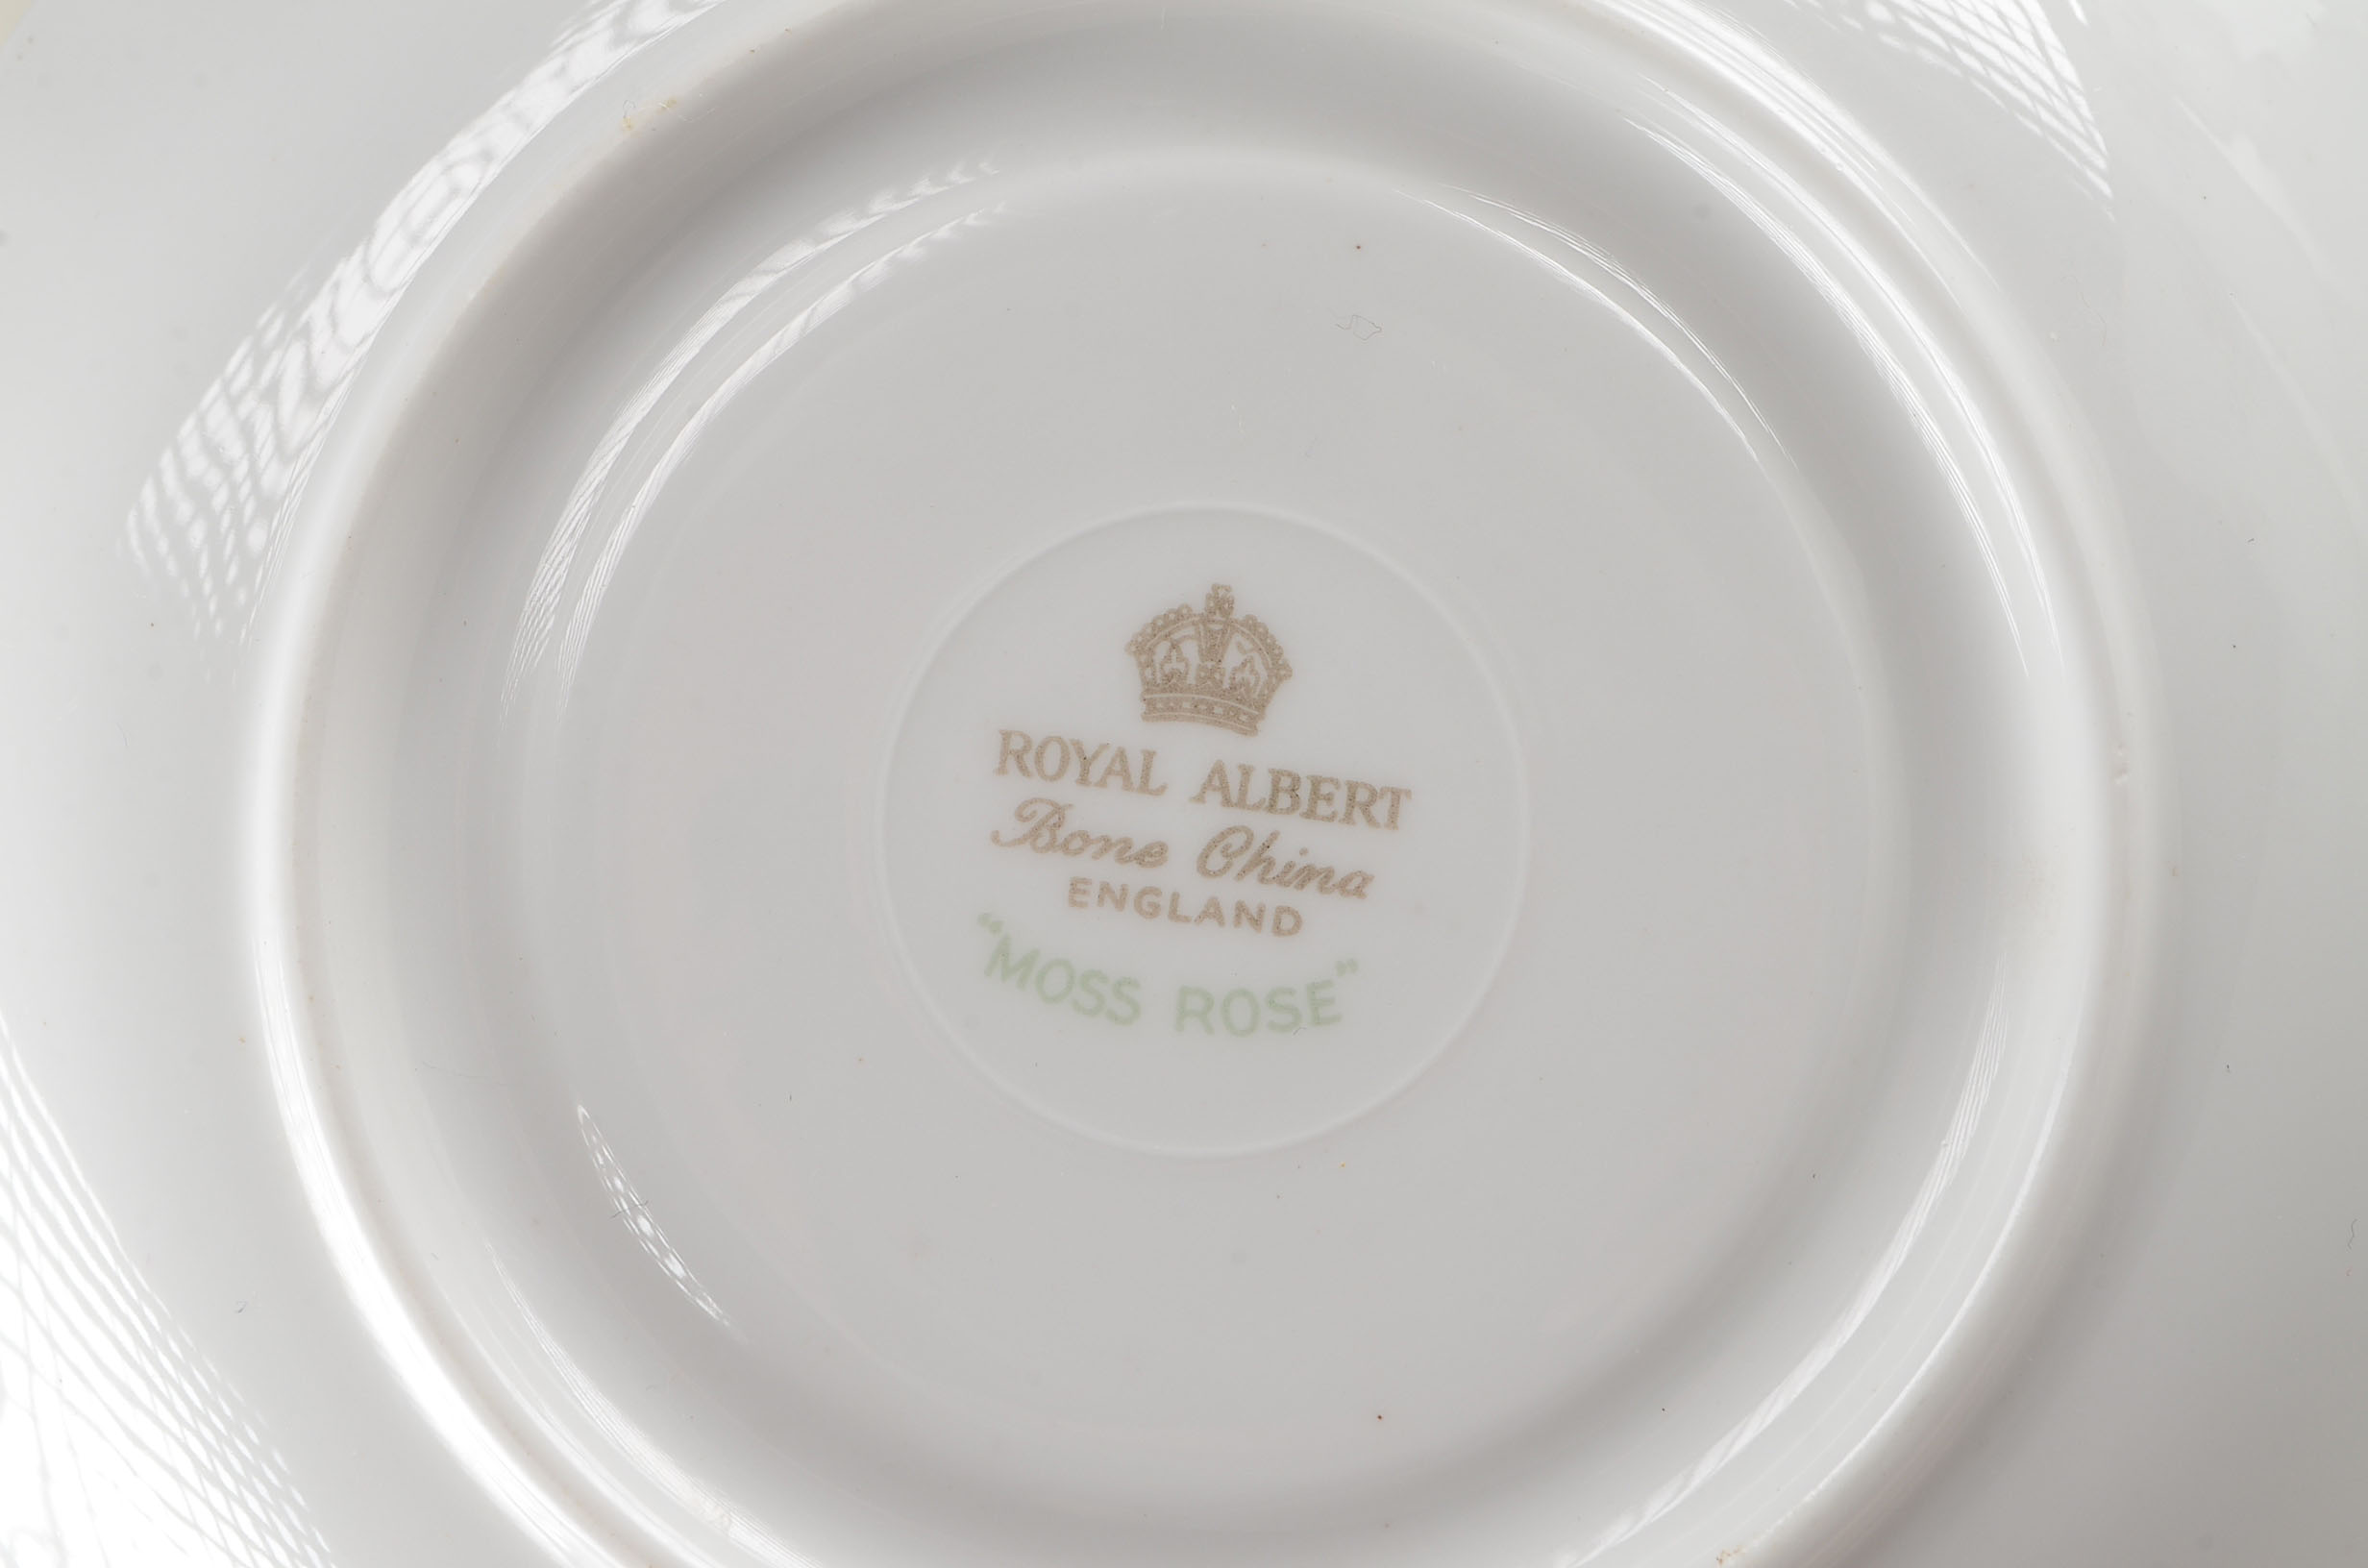 ROYAL ALBERT
Bone China
ENGLAND
“MOSS ROSE”